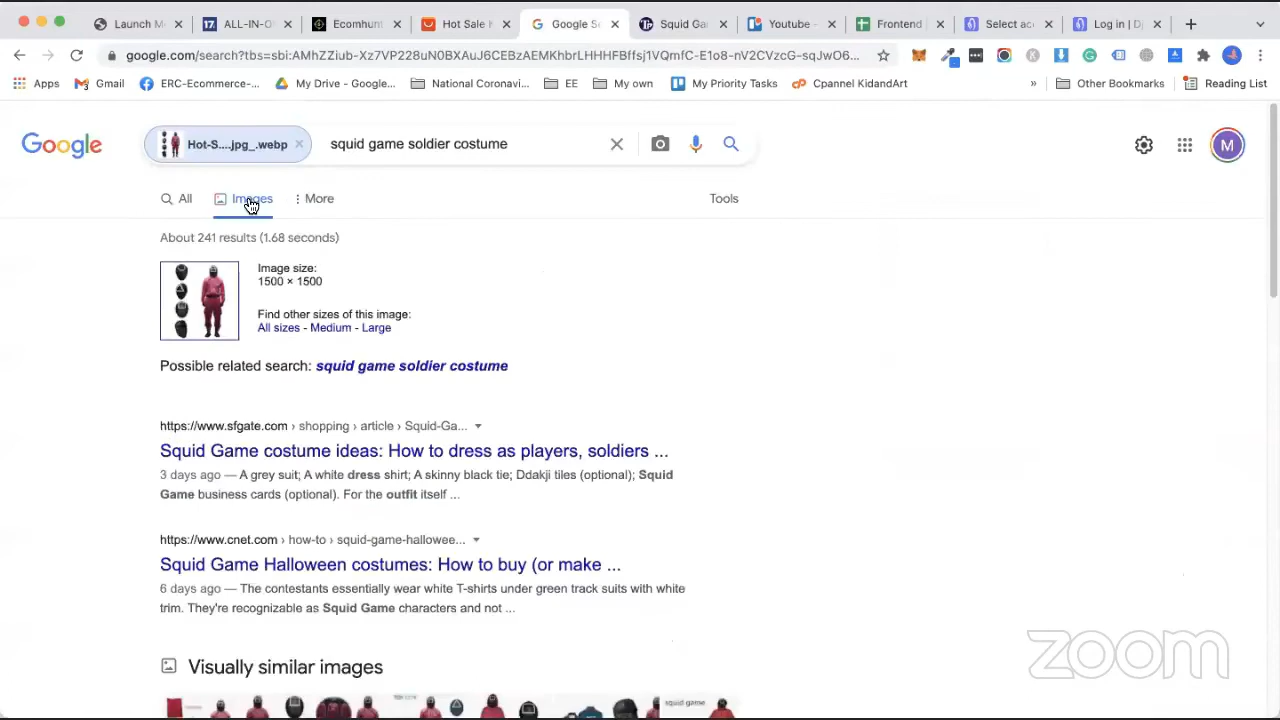 Launch M
17. ALL-IN-O
Ecomhunt
Hot Sale H
Google Se
Squid Gar
Youtube -
Frontend
Select ac
Log in | D
google.com/search?tbs=sbi:AMhZZiub-Xz7VP228uN0BXAuJ6CEBzAEMKhbrLHHHFBffsj1VQmfC-E1o8-nV2CVzcG-sqJwO6...
Apps
Gmail
ERC-Ecommerce-...
My Drive - Google...
National Coronavi...
EE
My own
My Priority Tasks
Cpannel KidandArt
»
Other Bookmarks
Reading List
Google
Hot-S....jpg_.webp
squid game soldier costume
M
All
Images
More
Tools
About 241 results (1.68 seconds)
Image size:
1500 × 1500
Find other sizes of this image:
All sizes - Medium - Large
Possible related search: squid game soldier costume
https://www.sfgate.com › shopping › article › Squid-Ga...
Squid Game costume ideas: How to dress as players, soldiers ...
3 days ago — A grey suit; A white dress shirt; A skinny black tie; Ddakji tiles (optional); Squid
Game business cards (optional). For the outfit itself ...
https://www.cnet.com › how-to › squid-game-hallowee...
Squid Game Halloween costumes: How to buy (or make ...
6 days ago — The contestants essentially wear white T-shirts under green track suits with white
trim. They're recognizable as Squid Game characters and not ...
zoom
Visually similar images
squid game